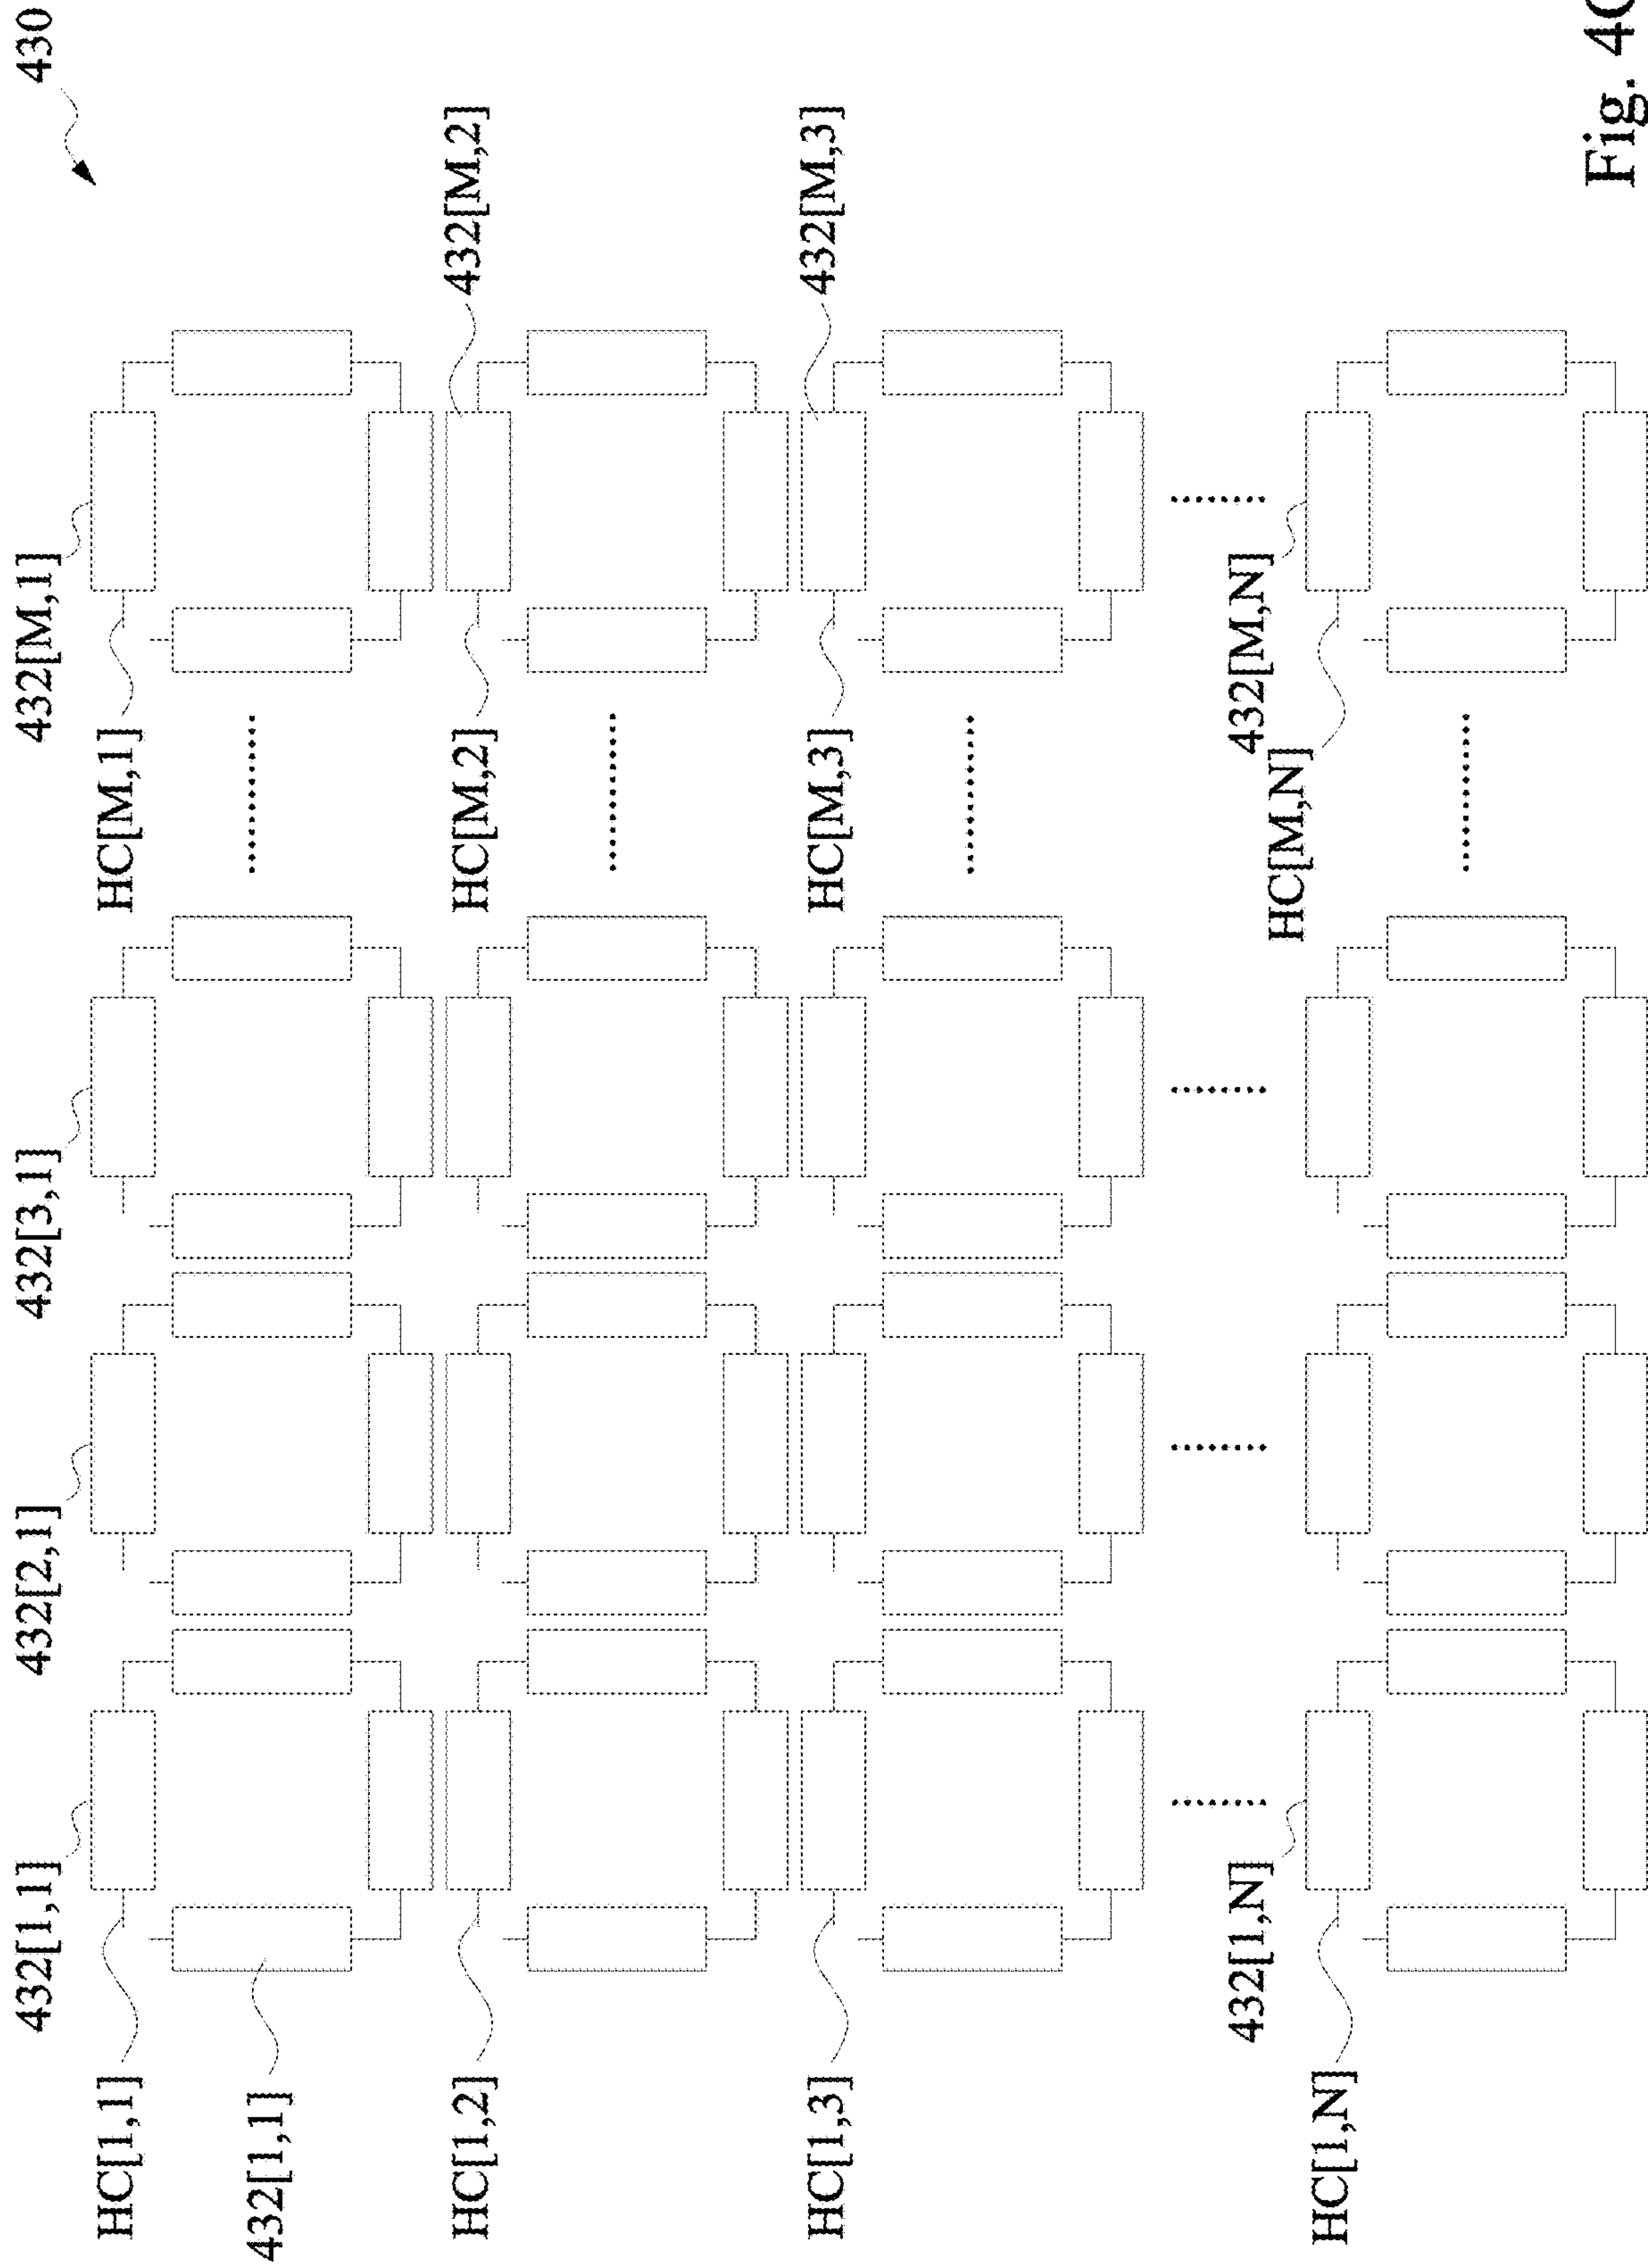 432[1,1]
432[2,1]
432[3,1]
432[M,1]
430
HC[1,1]
HC[M,1]
432[1,1]
HC[1,2]
HC[M,2]
432[M,2]
HC[1,3]
HC[M,3]
432[M,3]
432[1,N]
432[M,N]
HC[1,N]
HC[M,N]
Fig.